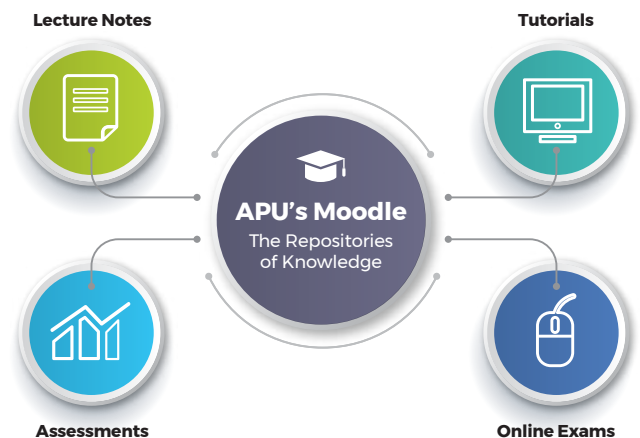 Lecture Notes
Tutorials
APU's Moodle
The Repositories
of Knowledge
Assessments
Online Exams